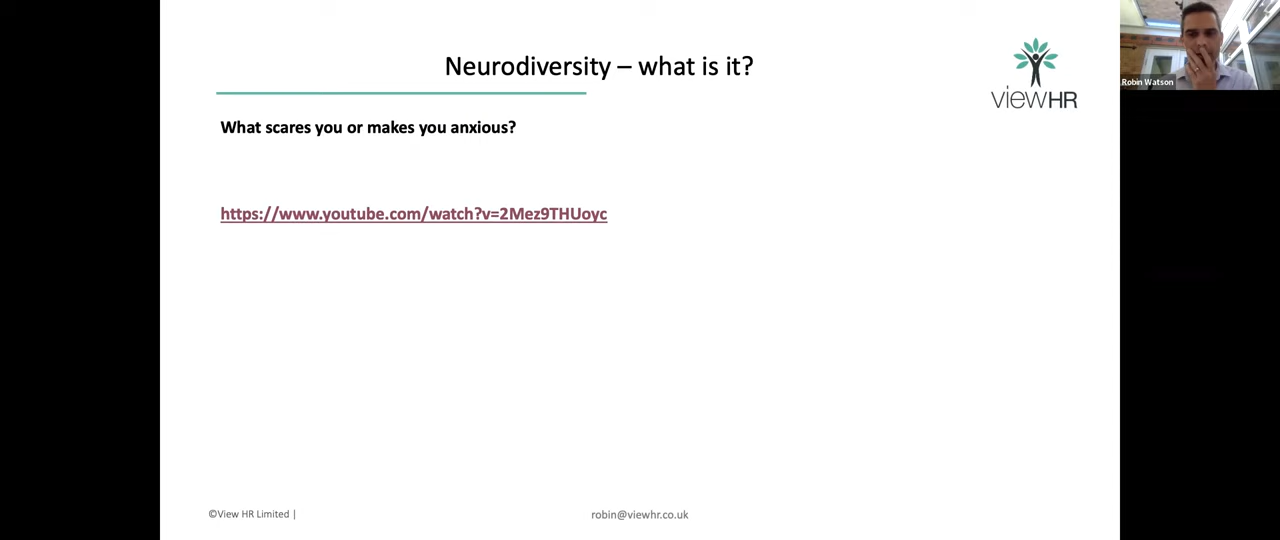 Neurodiversity – what is it?
viewHR
Robin Watson
What scares you or makes you anxious?
https://www.youtube.com/watch?v=2Mez9THUoyc
©View HR Limited |
robin@viewhr.co.uk